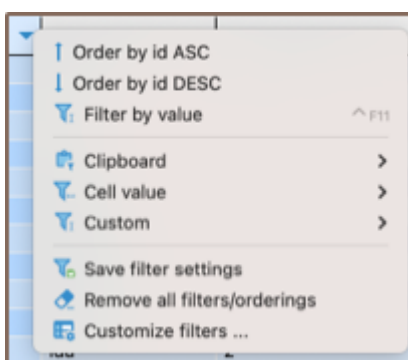 Order by id ASC
Order by id DESC
Filter by value ^ F11
Clipboard >
Cell value >
Custom >
Save filter settings
Remove all filters/orderings
Customize filters ...